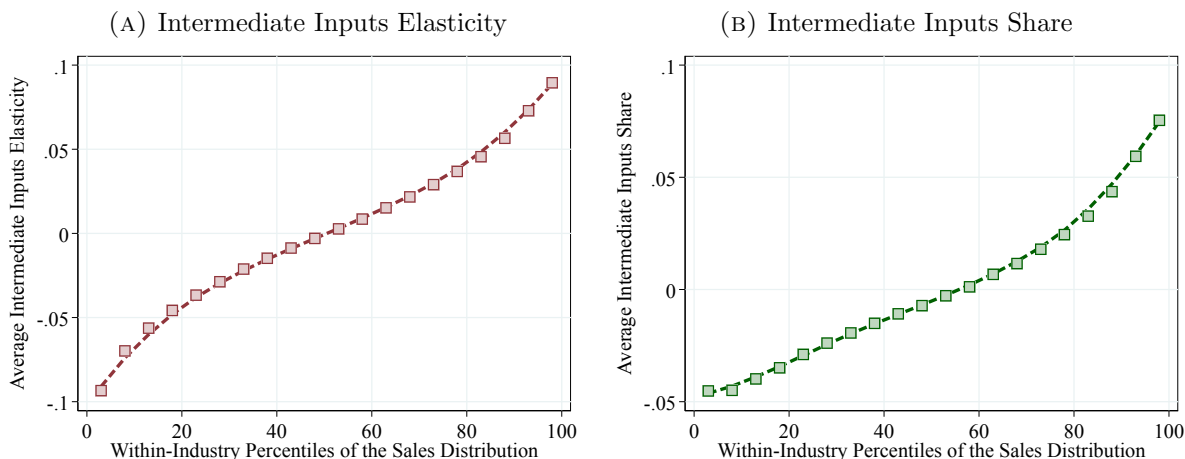 (A) Intermediate Inputs Elasticity
Average Intermediate Inputs Elasticity
.1
.05
0
-.05
-.1
0 20 40 60 80 100
Within-Industry Percentiles of the Sales Distribution
(B) Intermediate Inputs Share
Average Intermediate Inputs Share
.1
.05
0
-.05
0 20 40 60 80 100
Within-Industry Percentiles of the Sales Distribution